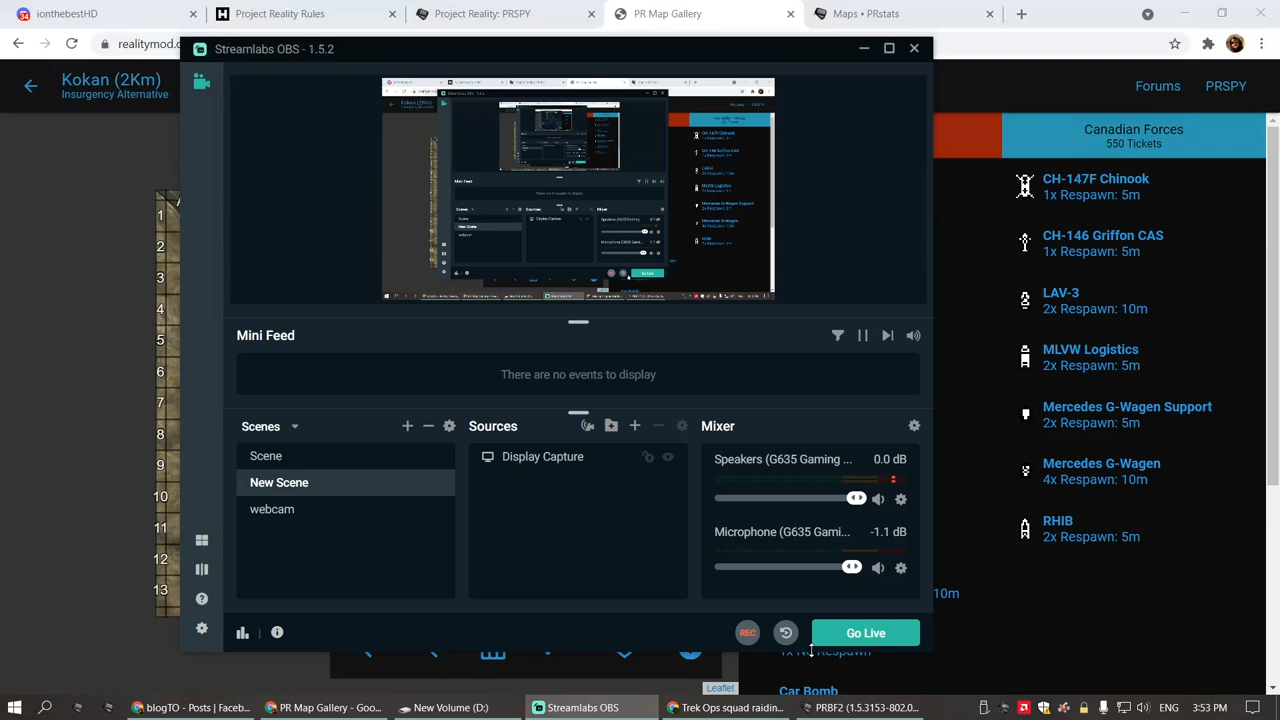 34
iontheBESTHD
Project Reality Rules
Project Reality: PRSPY
PR Map Gallery
Maps • PRstats
realitymod.c
Streamlabs OBS - 1.5.2
Kokan (2Km)
Insurgency Alternative
Forums
PRSPY
Canadian
550 Tickets
CH-147F Chinook
1x Respawn: 5m
CH-146 Griffon CAS
1x Respawn: 5m
LAV-3
2x Respawn: 10m
MLVW Logistics
2x Respawn: 5m
Mercedes G-Wagen Support
2x Respawn: 5m
Mercedes G-Wagen
4x Respawn: 10m
RHIB
2x Respawn: 5m
10m
2
3
4
5
6
7
8
9
10
11
12
13
Mini Feed
There are no events to display
Scenes
Scene
New Scene
webcam
Sources
Display Capture
Mixer
Speakers (G635 Gaming ...
0.0 dB
Microphone (G635 Gami...
-1.1 dB
REC
Go Live
1x No Respawn
Leaflet
Car Bomb
blogTO - Posts | Faceb...
PR Map Gallery - Goo...
New Volume (D:)
Streamlabs OBS
Trek Ops squad raidin...
PRBF2 (1.5.3153-802.0...
ENG
3:53 PM